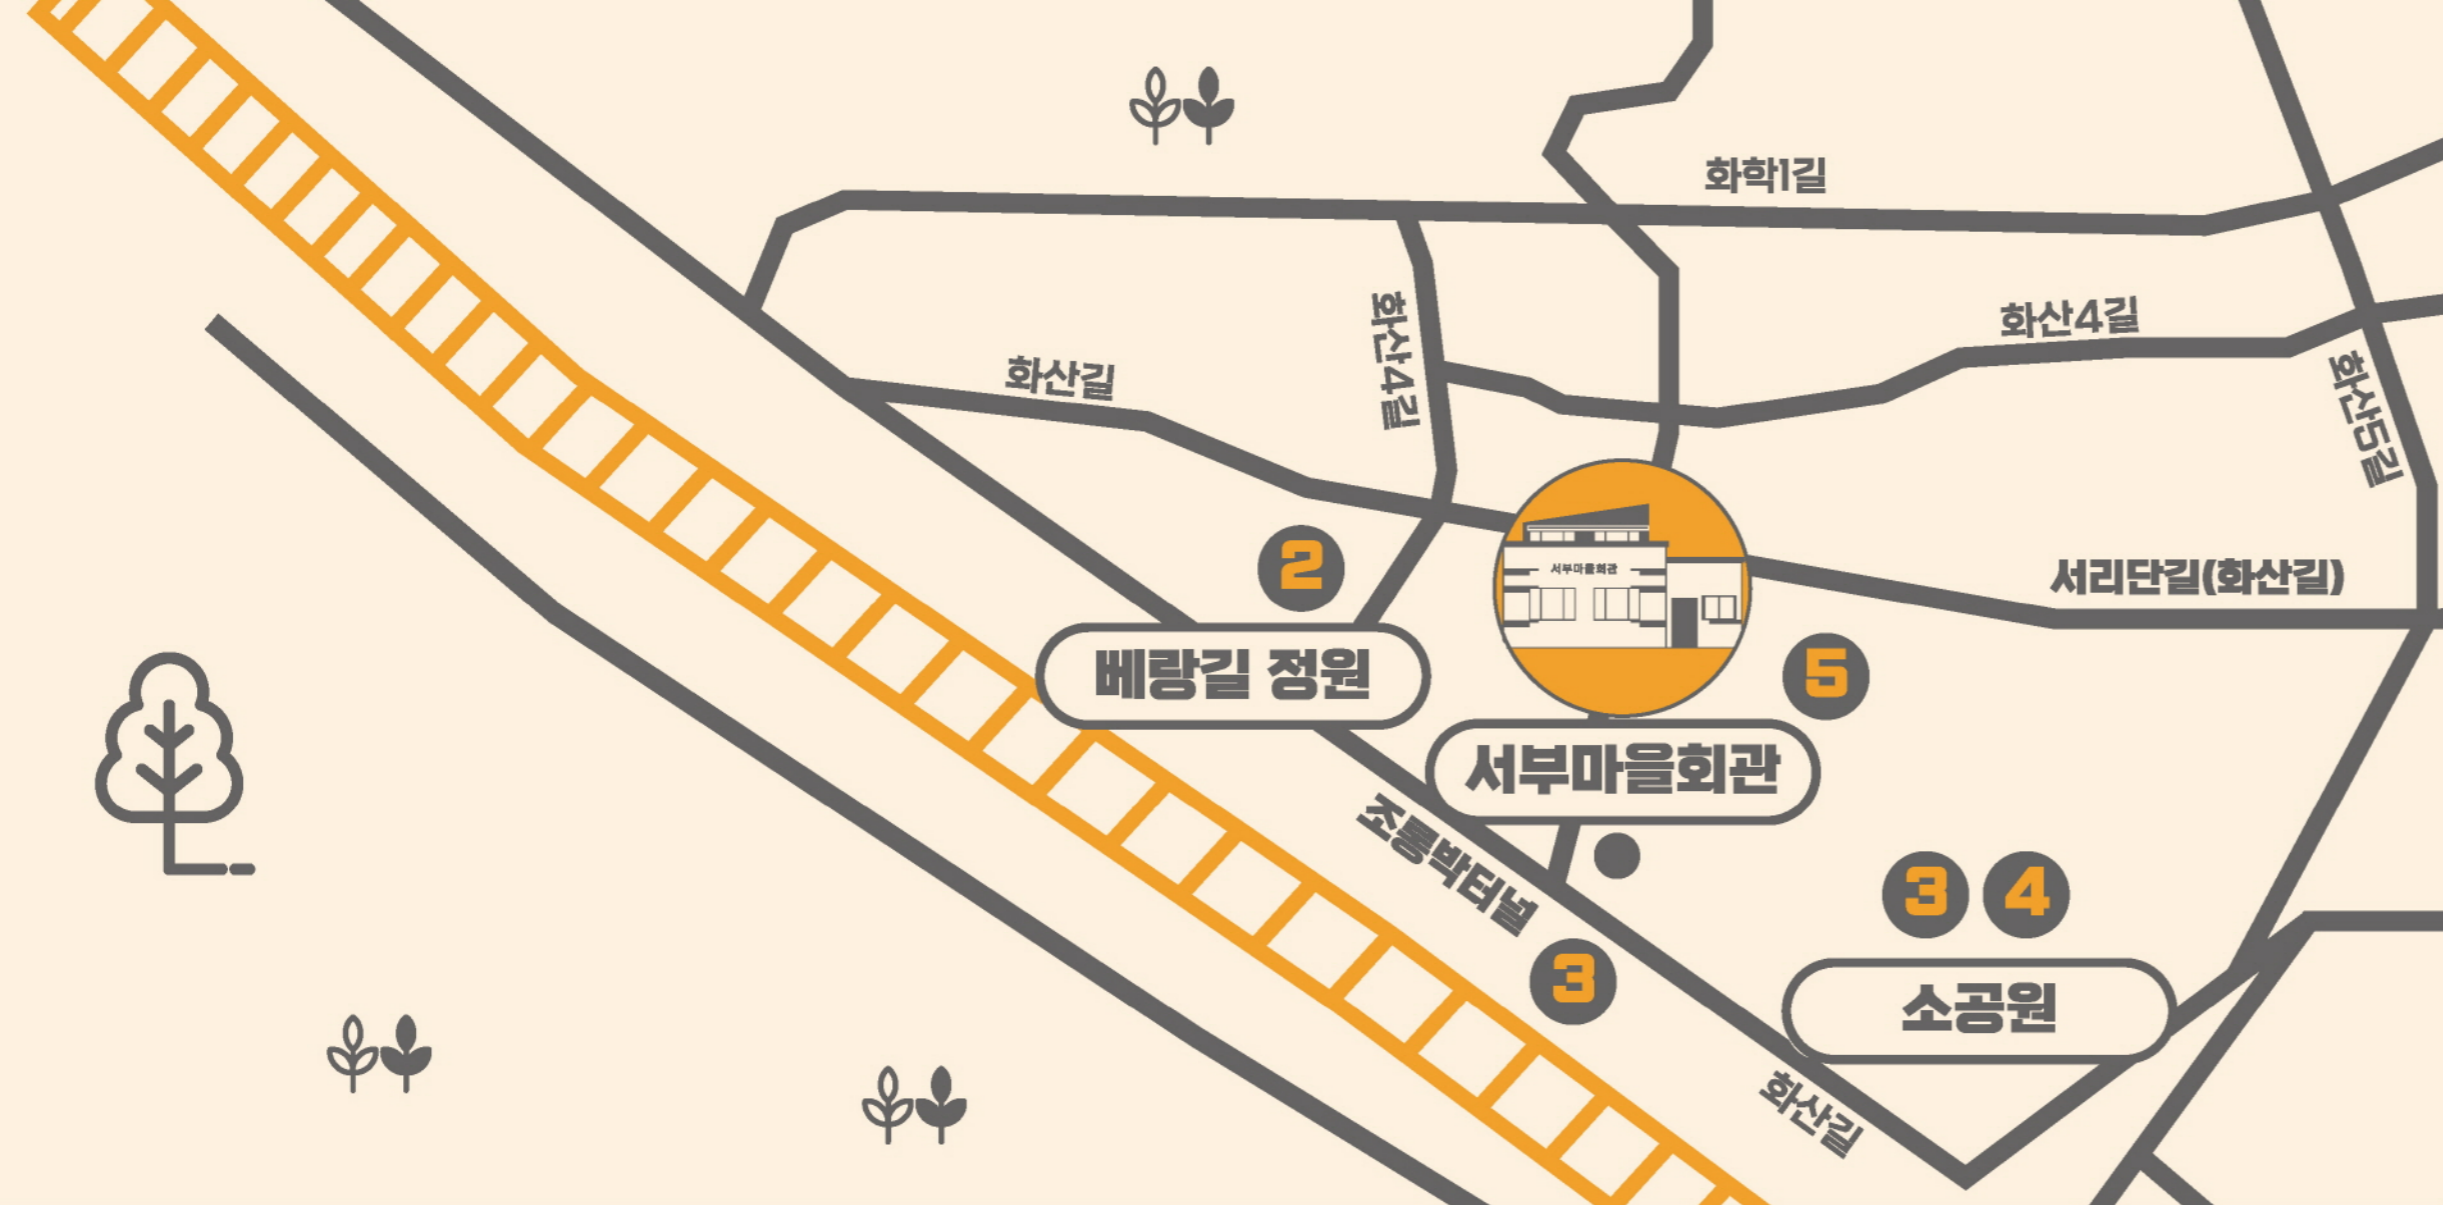 화학1길
화산4길
화산4길
화산길
화산5길
2
서부마을회관
서리단길(화산길)
베랑길 정원
5
서부마을회관
조롱박터널
3
3 4
소공원
화산길